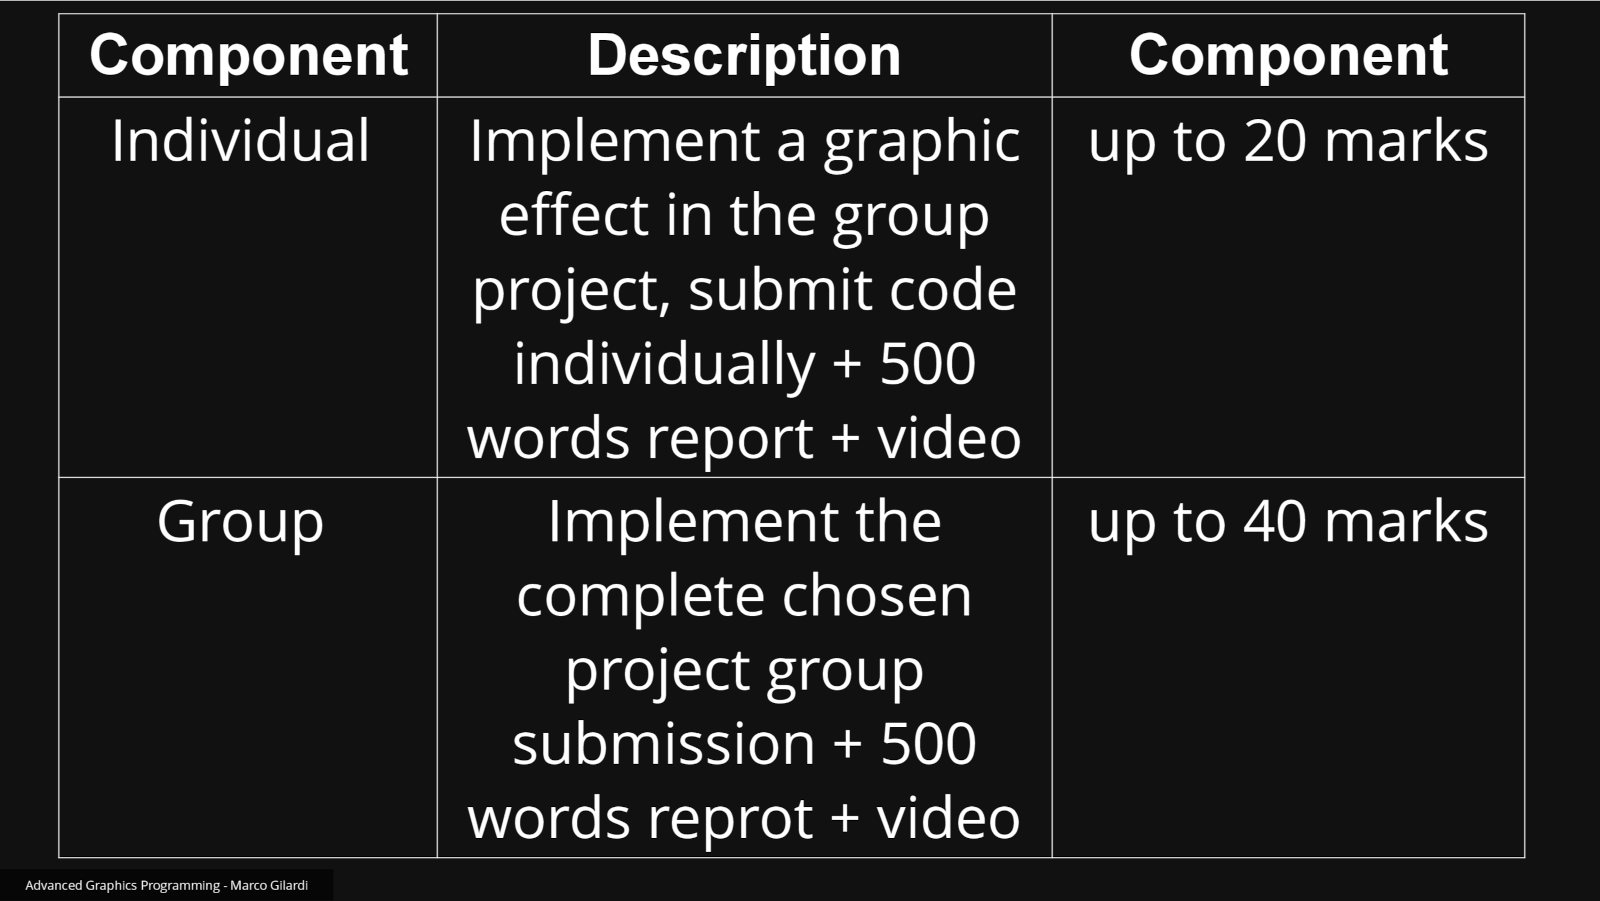 Component Description Component
Individual Implement a graphic up to 20 marks
effect in the group
project, submit code
individually + 500
words report + video
Group Implement the up to 40 marks
complete chosen
project group
submission + 500
words reprot + video
Advanced Graphics Programming - Marco Gilardi